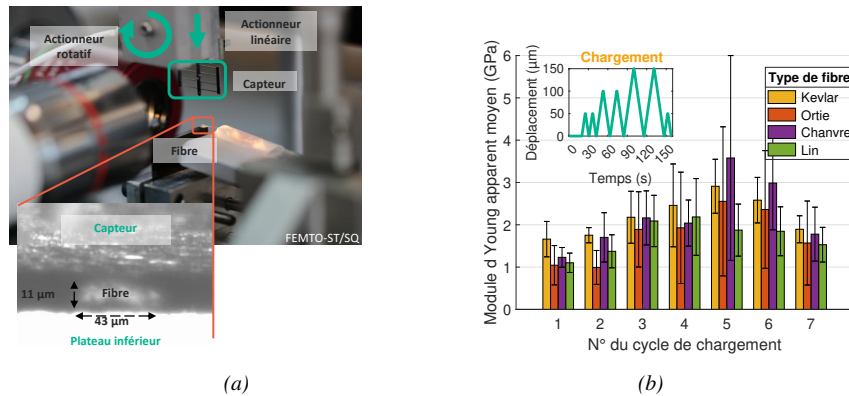 Actionneur
rotatif
Actionneur
linéaire
Capteur
Fibre
FEMTO-ST/SQ
Capteur
11 µm
Fibre
43 µm
Plateau inférieur
(a)
Module d Young apparent moyen (GPa)
6
5
4
3
2
1
0
Chargement
Déplacement (µm)
150
100
50
0
0 30 60 90 120 150
Temps (s)
Type de fibre
Kevlar
Ortie
Chanvre
Lin
1 2 3 4 5 6 7
N° du cycle de chargement
(b)